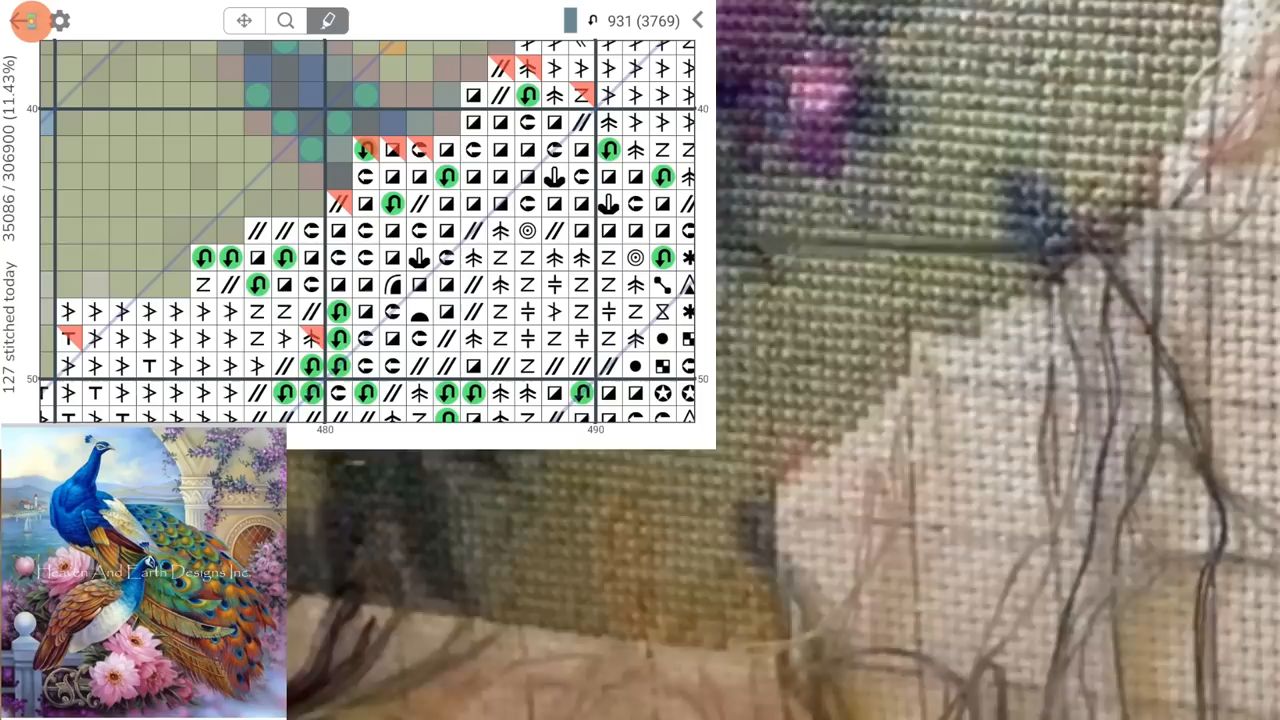 931 (3769)
127 stitched today 35086 / 306900 (11.43%)
40 40
50 50
480 490
Heaven And Earth Designs Inc.